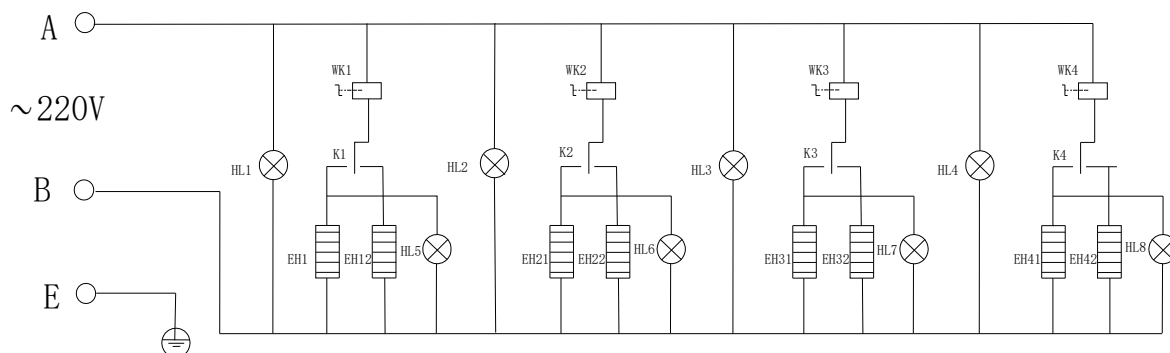 A
WK1
WK2
WK3
WK4
~220V
K1
K2
K3
K4
HL1
HL2
HL3
HL4
B
EH1
EH12
HL5
EH21
EH22
HL6
EH31
EH32
HL7
EH41
EH42
HL8
E